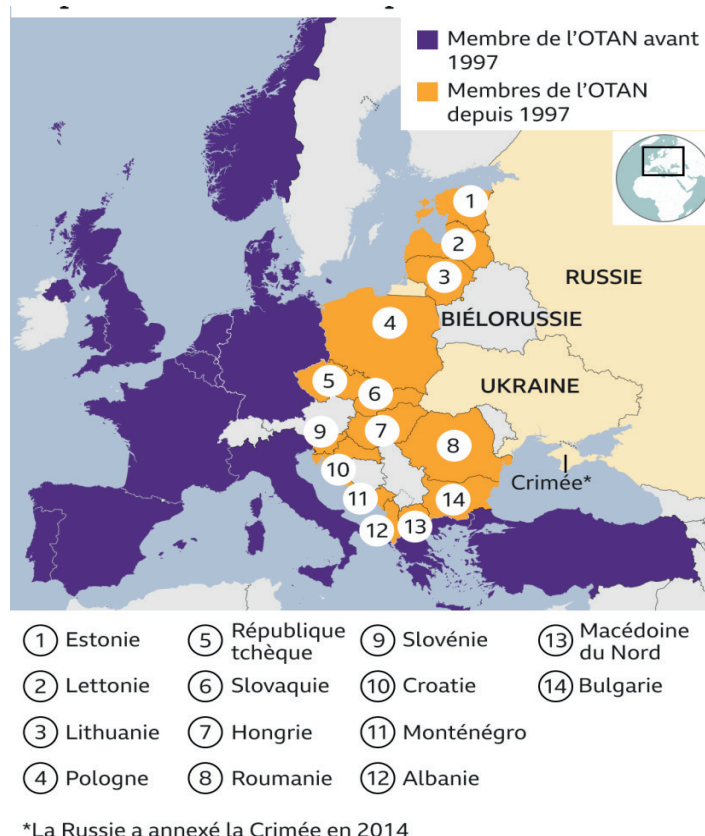 Membre de l'OTAN avant
1997
Membres de l'OTAN
depuis 1997
1
2
3
RUSSIE
BIÉLORUSSIE
4
5
6
UKRAINE
9
7
8
10
Crimée*
11
14
12
13
1 Estonie
2 Lettonie
3 Lithuanie
4 Pologne
5 République
tchèque
6 Slovaquie
7 Hongrie
8 Roumanie
9 Slovénie
10 Croatie
11 Monténégro
12 Albanie
13 Macédoine
du Nord
14 Bulgarie
*La Russie a annexé la Crimée en 2014